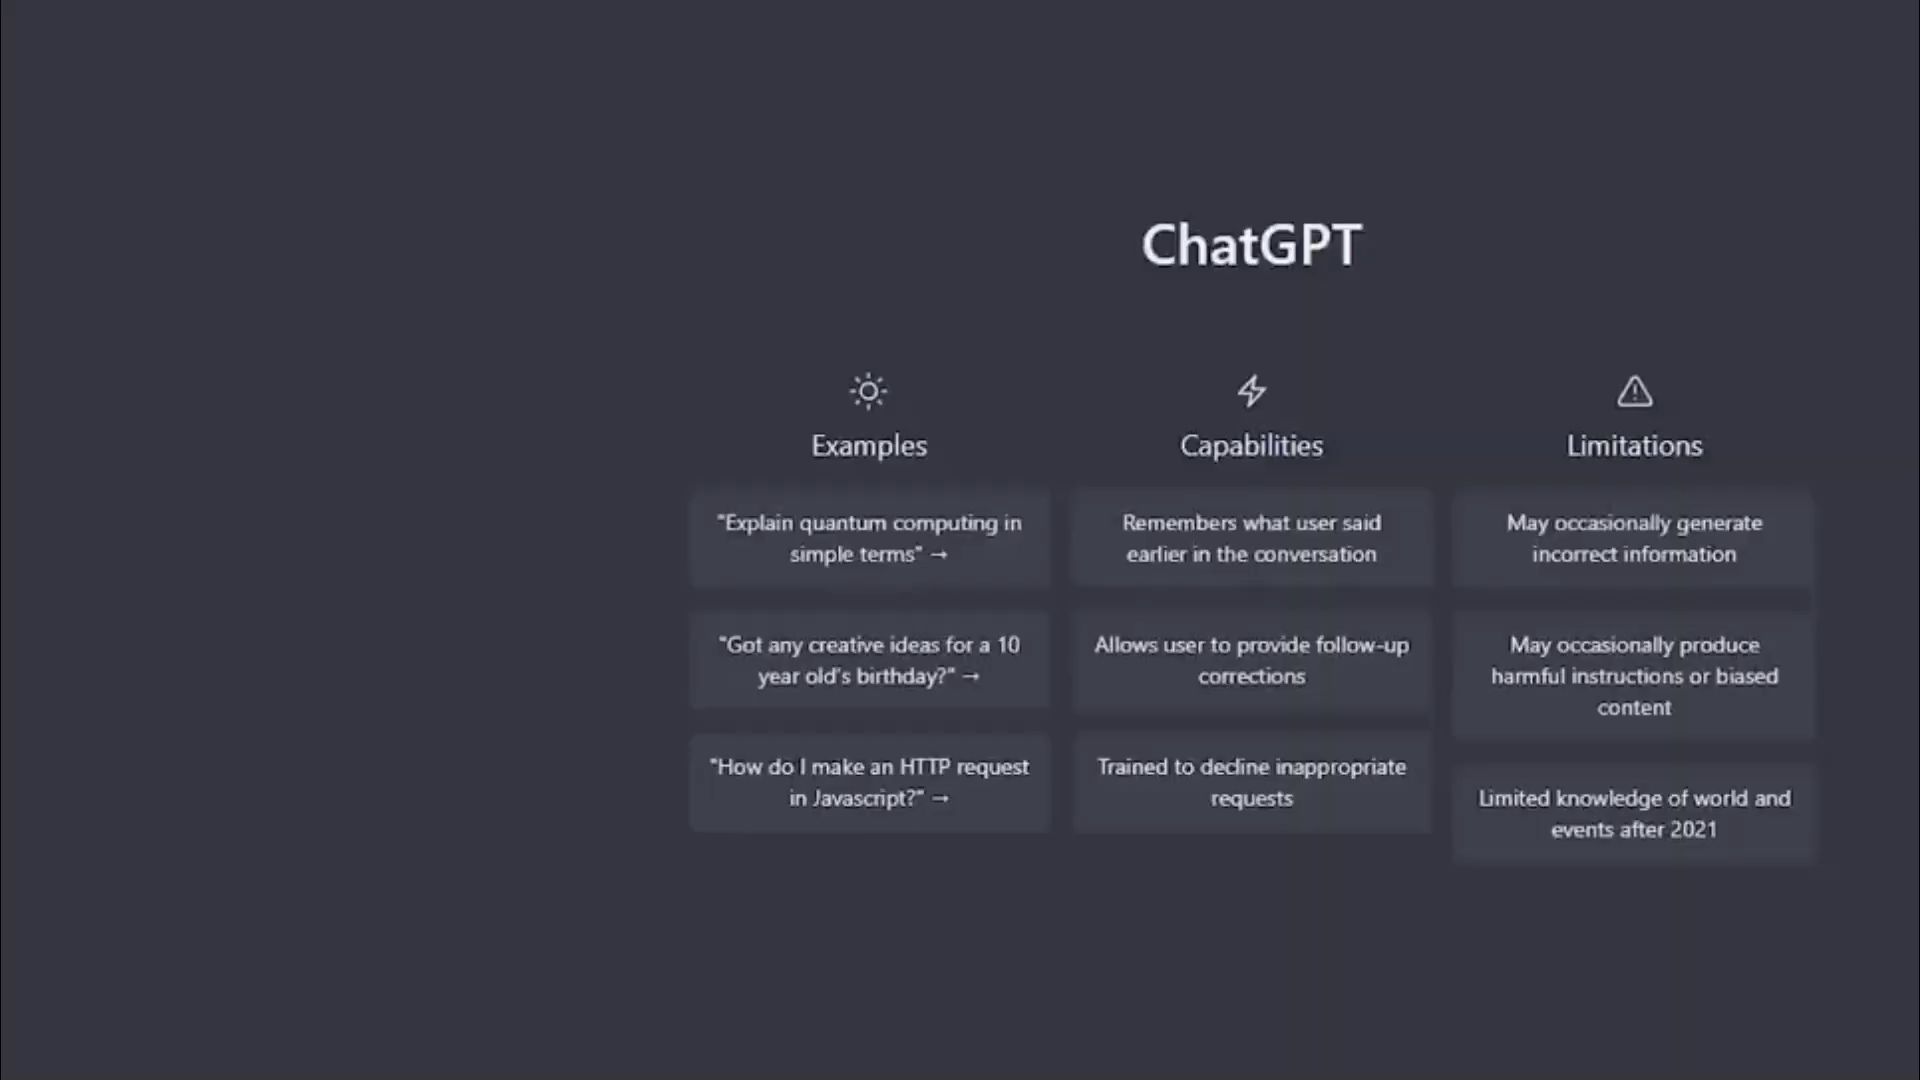 ChatGPT
Examples
"Explain quantum computing in
simple terms" →
"Got any creative ideas for a 10
year old's birthday?" →
"How do I make an HTTP request
in Javascript?" →
Capabilities
Remembers what user said
earlier in the conversation
Allows user to provide follow-up
corrections
Trained to decline inappropriate
requests
Limitations
May occasionally generate
incorrect information
May occasionally produce
harmful instructions or biased
content
Limited knowledge of world and
events after 2021